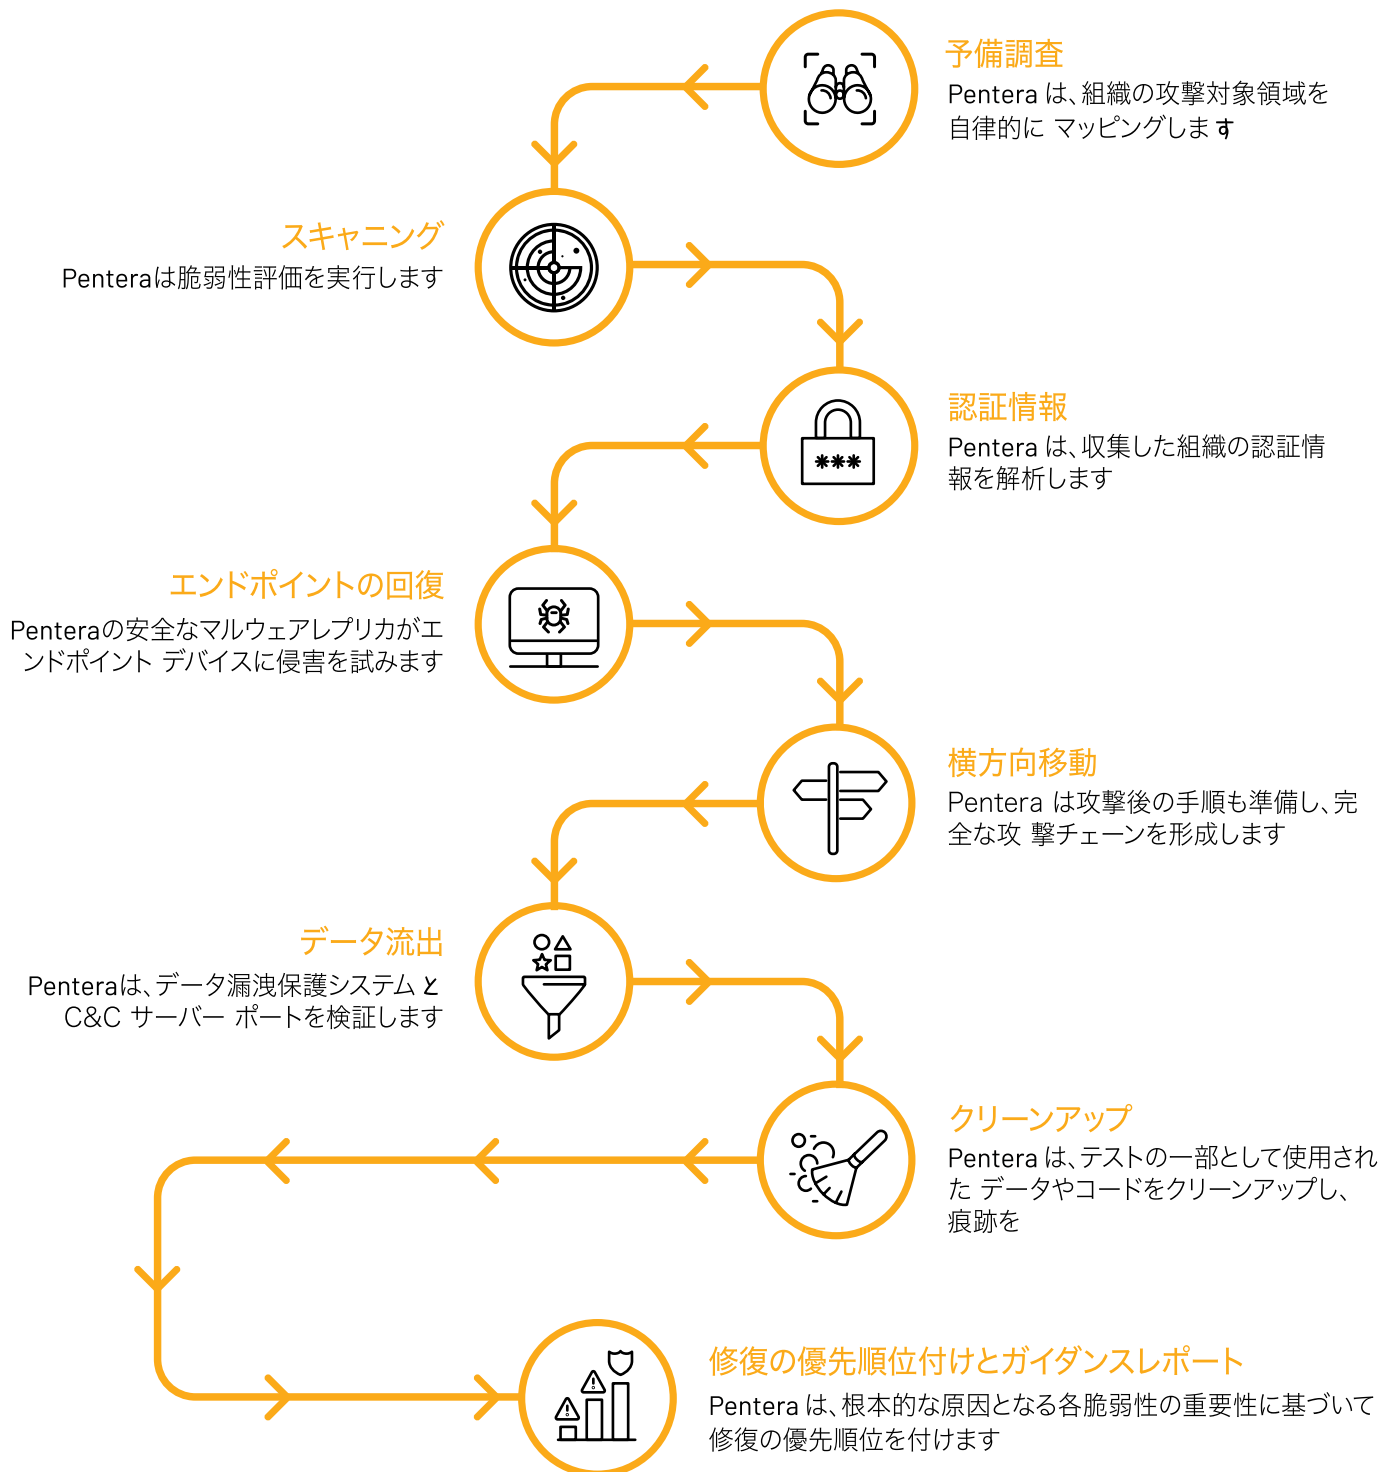 予備調査
Pentera は、組織の攻撃対象領域を
自律的に マッピングします
スキャニング
Penteraは脆弱性評価を実行します
認証情報
Pentera は、収集した組織の認証情
報を解析します
エンドポイントの回復
Penteraの安全なマルウェアレプリカがエ
ンドポイント デバイスに侵害を試みます
横方向移動
Pentera は攻撃後の手順も準備し、完
全な攻 撃チェーンを形成します
データ流出
Penteraは、データ漏洩保護システム と
C&C サーバー ポートを検証します
クリーンアップ
Pentera は、テストの一部として使用され
た データやコードをクリーンアップし、
痕跡を
修復の優先順位付けとガイダンスレポート
Pentera は、根本的な原因となる各脆弱性の重要性に基づいて
修復の優先順位を付けます